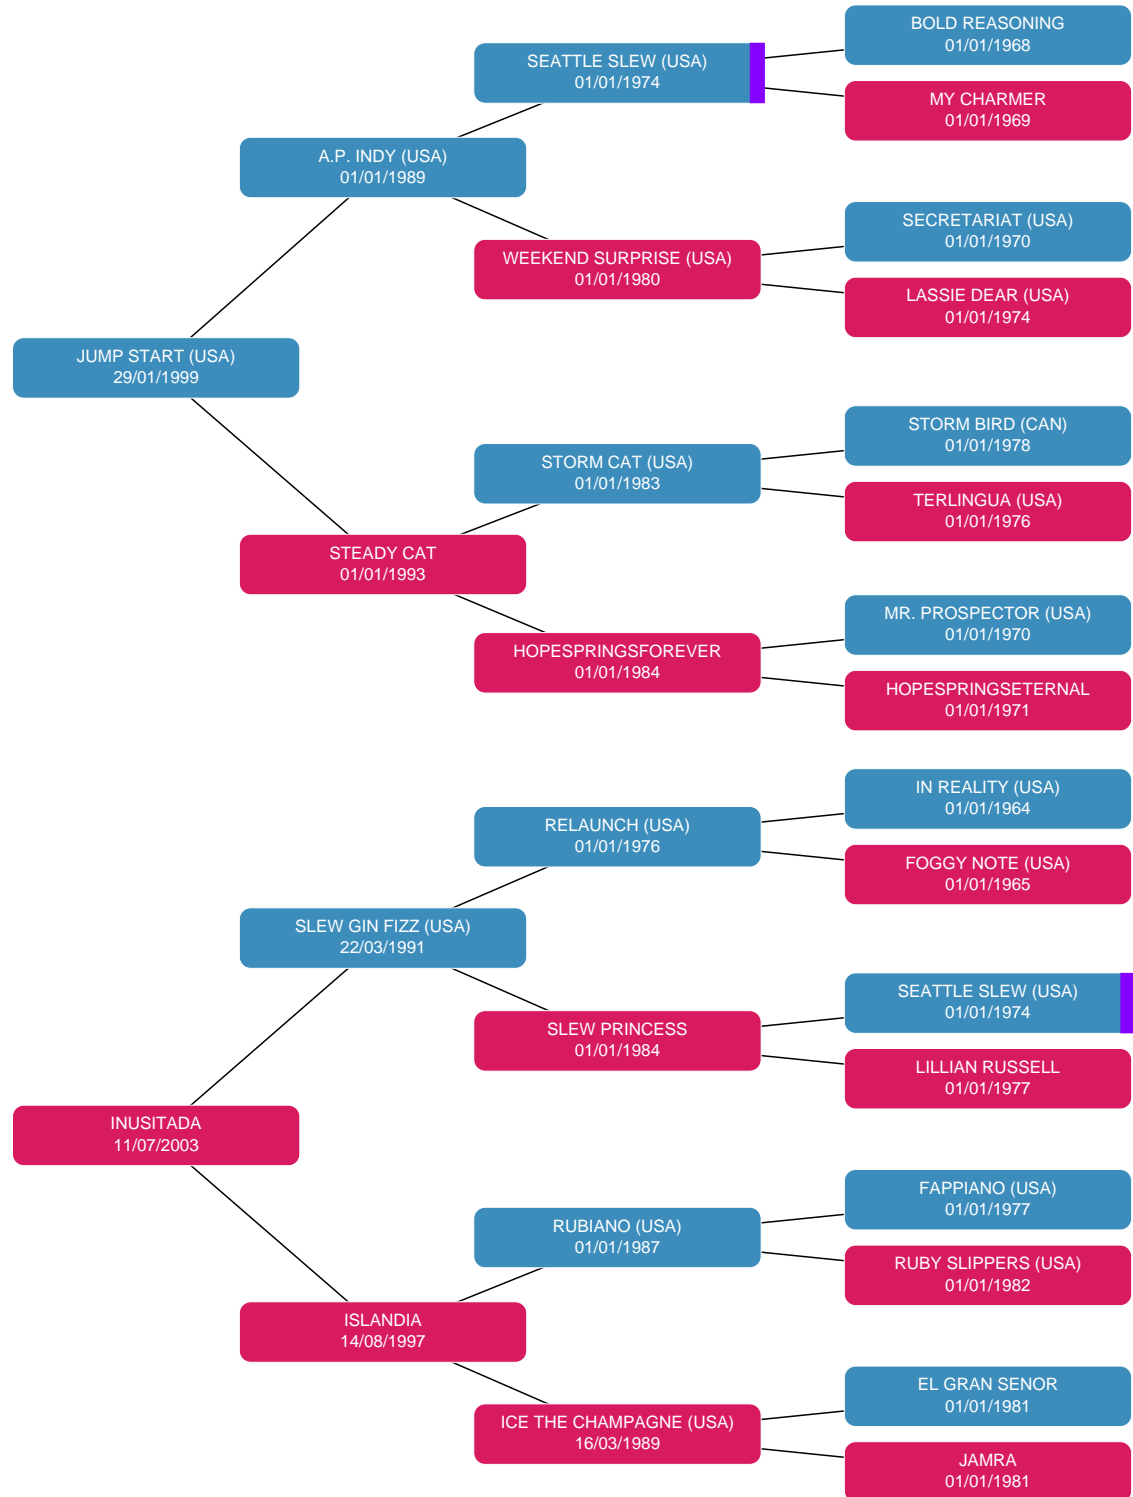 BOLD REASONING
01/01/1968
SEATTLE SLEW (USA)
01/01/1974
MY CHARMER
01/01/1969
A.P. INDY (USA)
01/01/1989
SECRETARIAT (USA)
01/01/1970
WEEKEND SURPRISE (USA)
01/01/1980
LASSIE DEAR (USA)
01/01/1974
JUMP START (USA)
29/01/1999
STORM BIRD (CAN)
01/01/1978
STORM CAT (USA)
01/01/1983
TERLINGUA (USA)
01/01/1976
STEADY CAT
01/01/1993
MR. PROSPECTOR (USA)
01/01/1970
HOPESPRINGSFOREVER
01/01/1984
HOPESPRINGSETERNAL
01/01/1971
IN REALITY (USA)
01/01/1964
RELAUNCH (USA)
01/01/1976
FOGGY NOTE (USA)
01/01/1965
SLEW GIN FIZZ (USA)
22/03/1991
SEATTLE SLEW (USA)
01/01/1974
SLEW PRINCESS
01/01/1984
LILLIAN RUSSELL
01/01/1977
INUSITADA
11/07/2003
FAPPIANO (USA)
01/01/1977
RUBIANO (USA)
01/01/1987
RUBY SLIPPERS (USA)
01/01/1982
ISLANDIA
14/08/1997
EL GRAN SENOR
01/01/1981
ICE THE CHAMPAGNE (USA)
16/03/1989
JAMRA
01/01/1981